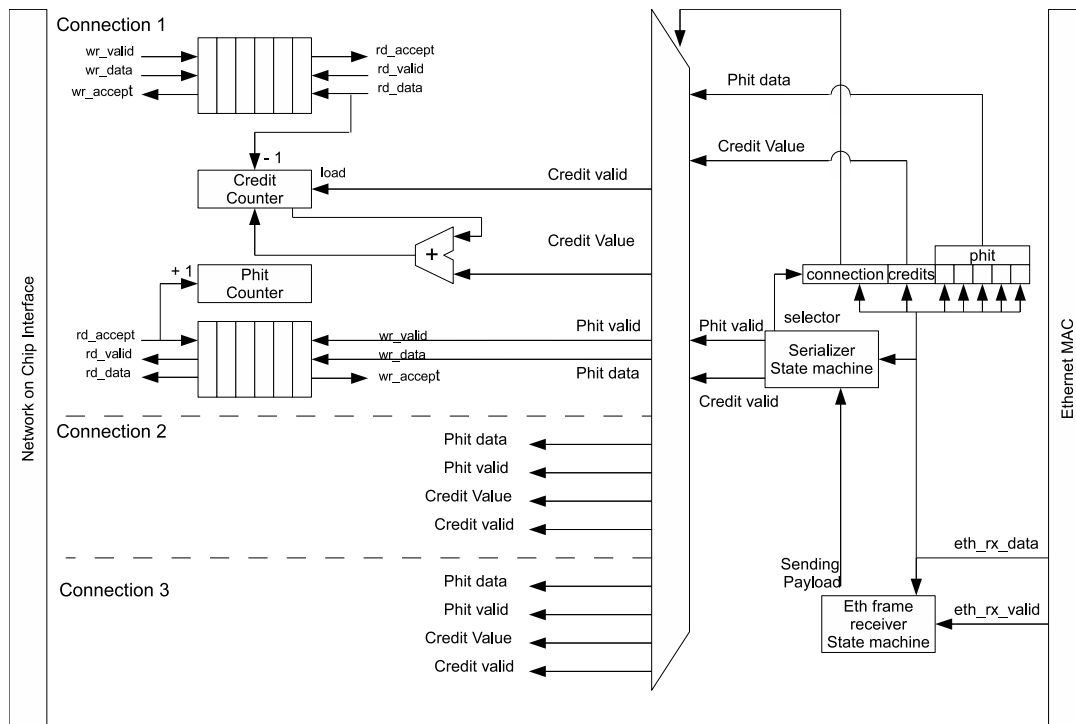 Network on Chip Interface
Connection 1
wr_valid
wr_data
wr_accept
rd_accept
rd_valid
rd_data
- 1
Credit
Counter
load
+
+ 1
Phit
Counter
rd_accept
rd_valid
rd_data
wr_valid
wr_data
wr_accept
Credit valid
Credit Value
Phit valid
Phit data
Connection 2
Phit data
Phit valid
Credit Value
Credit valid
Connection 3
Phit data
Phit valid
Credit Value
Credit valid
Phit data
Credit Value
phit
connection
credits
selector
Phit valid
Credit valid
Serializer
State machine
Sending
Payload
Eth frame
receiver
State machine
eth_rx_data
eth_rx_valid
Ethernet MAC